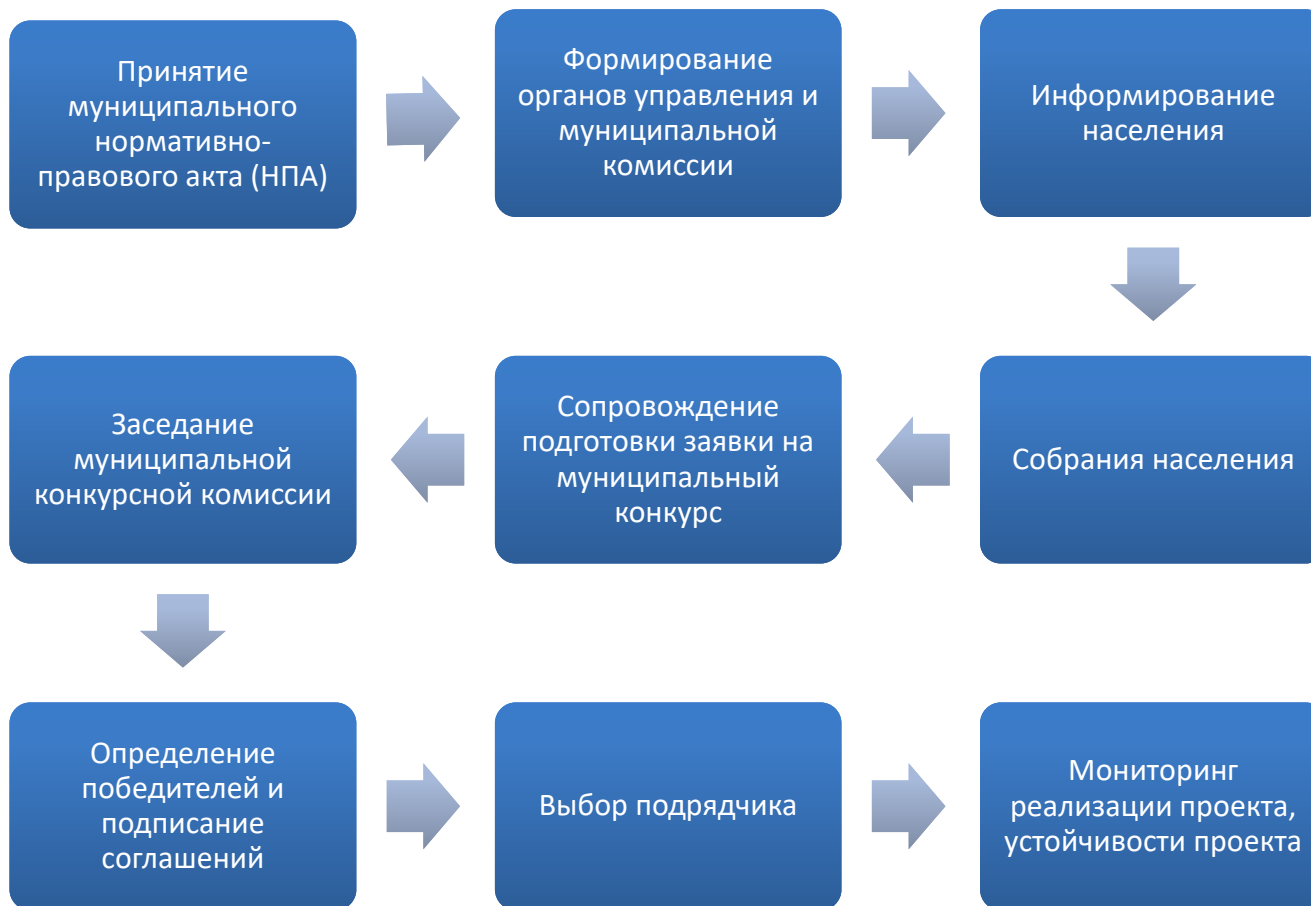 Принятие
муниципального
нормативно-
правового акта (НПА)
Формирование
органов управления и
муниципальной
комиссии
Информирование
населения
Собрания населения
Сопровождение
подготовки заявки на
муниципальный
конкурс
Заседание
муниципальной
конкурсной комиссии
Определение
победителей и
подписание
соглашений
Выбор подрядчика
Мониторинг
реализации проекта,
устойчивости проекта